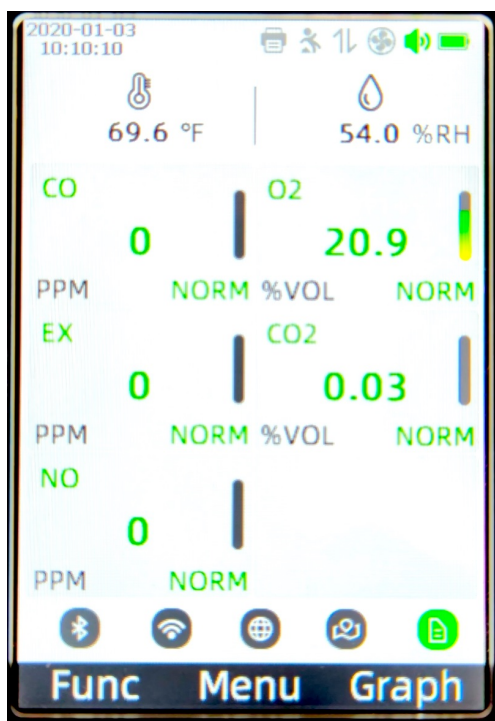 2020-01-03
10:10:10
69.6 °F 54.0 %RH
CO O2
0 20.9
PPM NORM %VOL NORM
EX CO2
0 0.03
PPM NORM %VOL NORM
NO
0
PPM NORM
Func Menu Graph